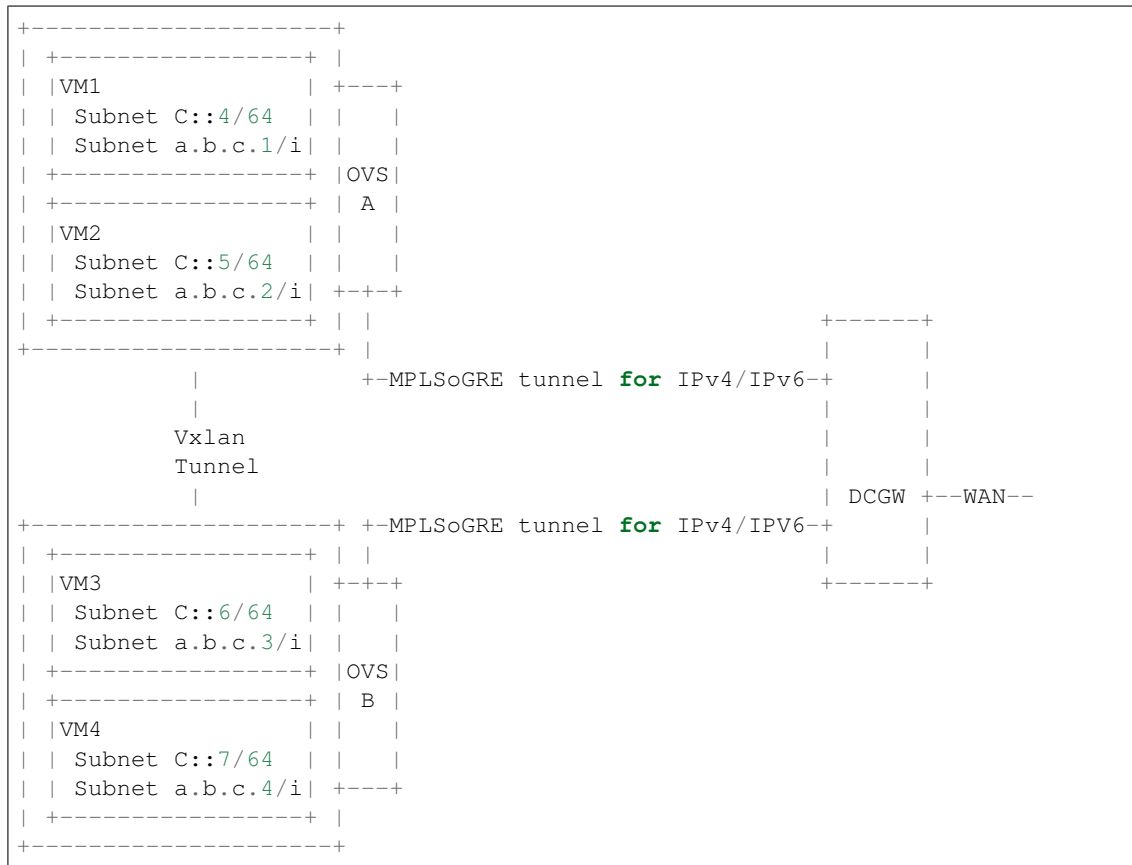 +---------------------+
| +-----------------+ |
| |VM1              | +---+
| | Subnet C::4/64  | |   |
| | Subnet a.b.c.1/i| |   |
| +-----------------+ |OVS|
| +-----------------+ | A |
| |VM2              | |   |
| | Subnet C::5/64  | |   |
| | Subnet a.b.c.2/i| +-+-+
| +-----------------+ | |                             +------+
+---------------------+ |                             |      |
           |            +-MPLSoGRE tunnel for IPv4/IPv6-+      |
           |                                          |      |
         Vxlan                                        |      |
         Tunnel                                       |      |
           |                                          | DCGW +--WAN--
+---------------------+ +-MPLSoGRE tunnel for IPv4/IPV6-+      |
| +-----------------+ | |                             |      |
| |VM3              | +-+-+                           +------+
| | Subnet C::6/64  | |   |
| | Subnet a.b.c.3/i| |   |
| +-----------------+ |OVS|
| +-----------------+ | B |
| |VM4              | |   |
| | Subnet C::7/64  | |   |
| | Subnet a.b.c.4/i| +---+
| +-----------------+ |
+---------------------+